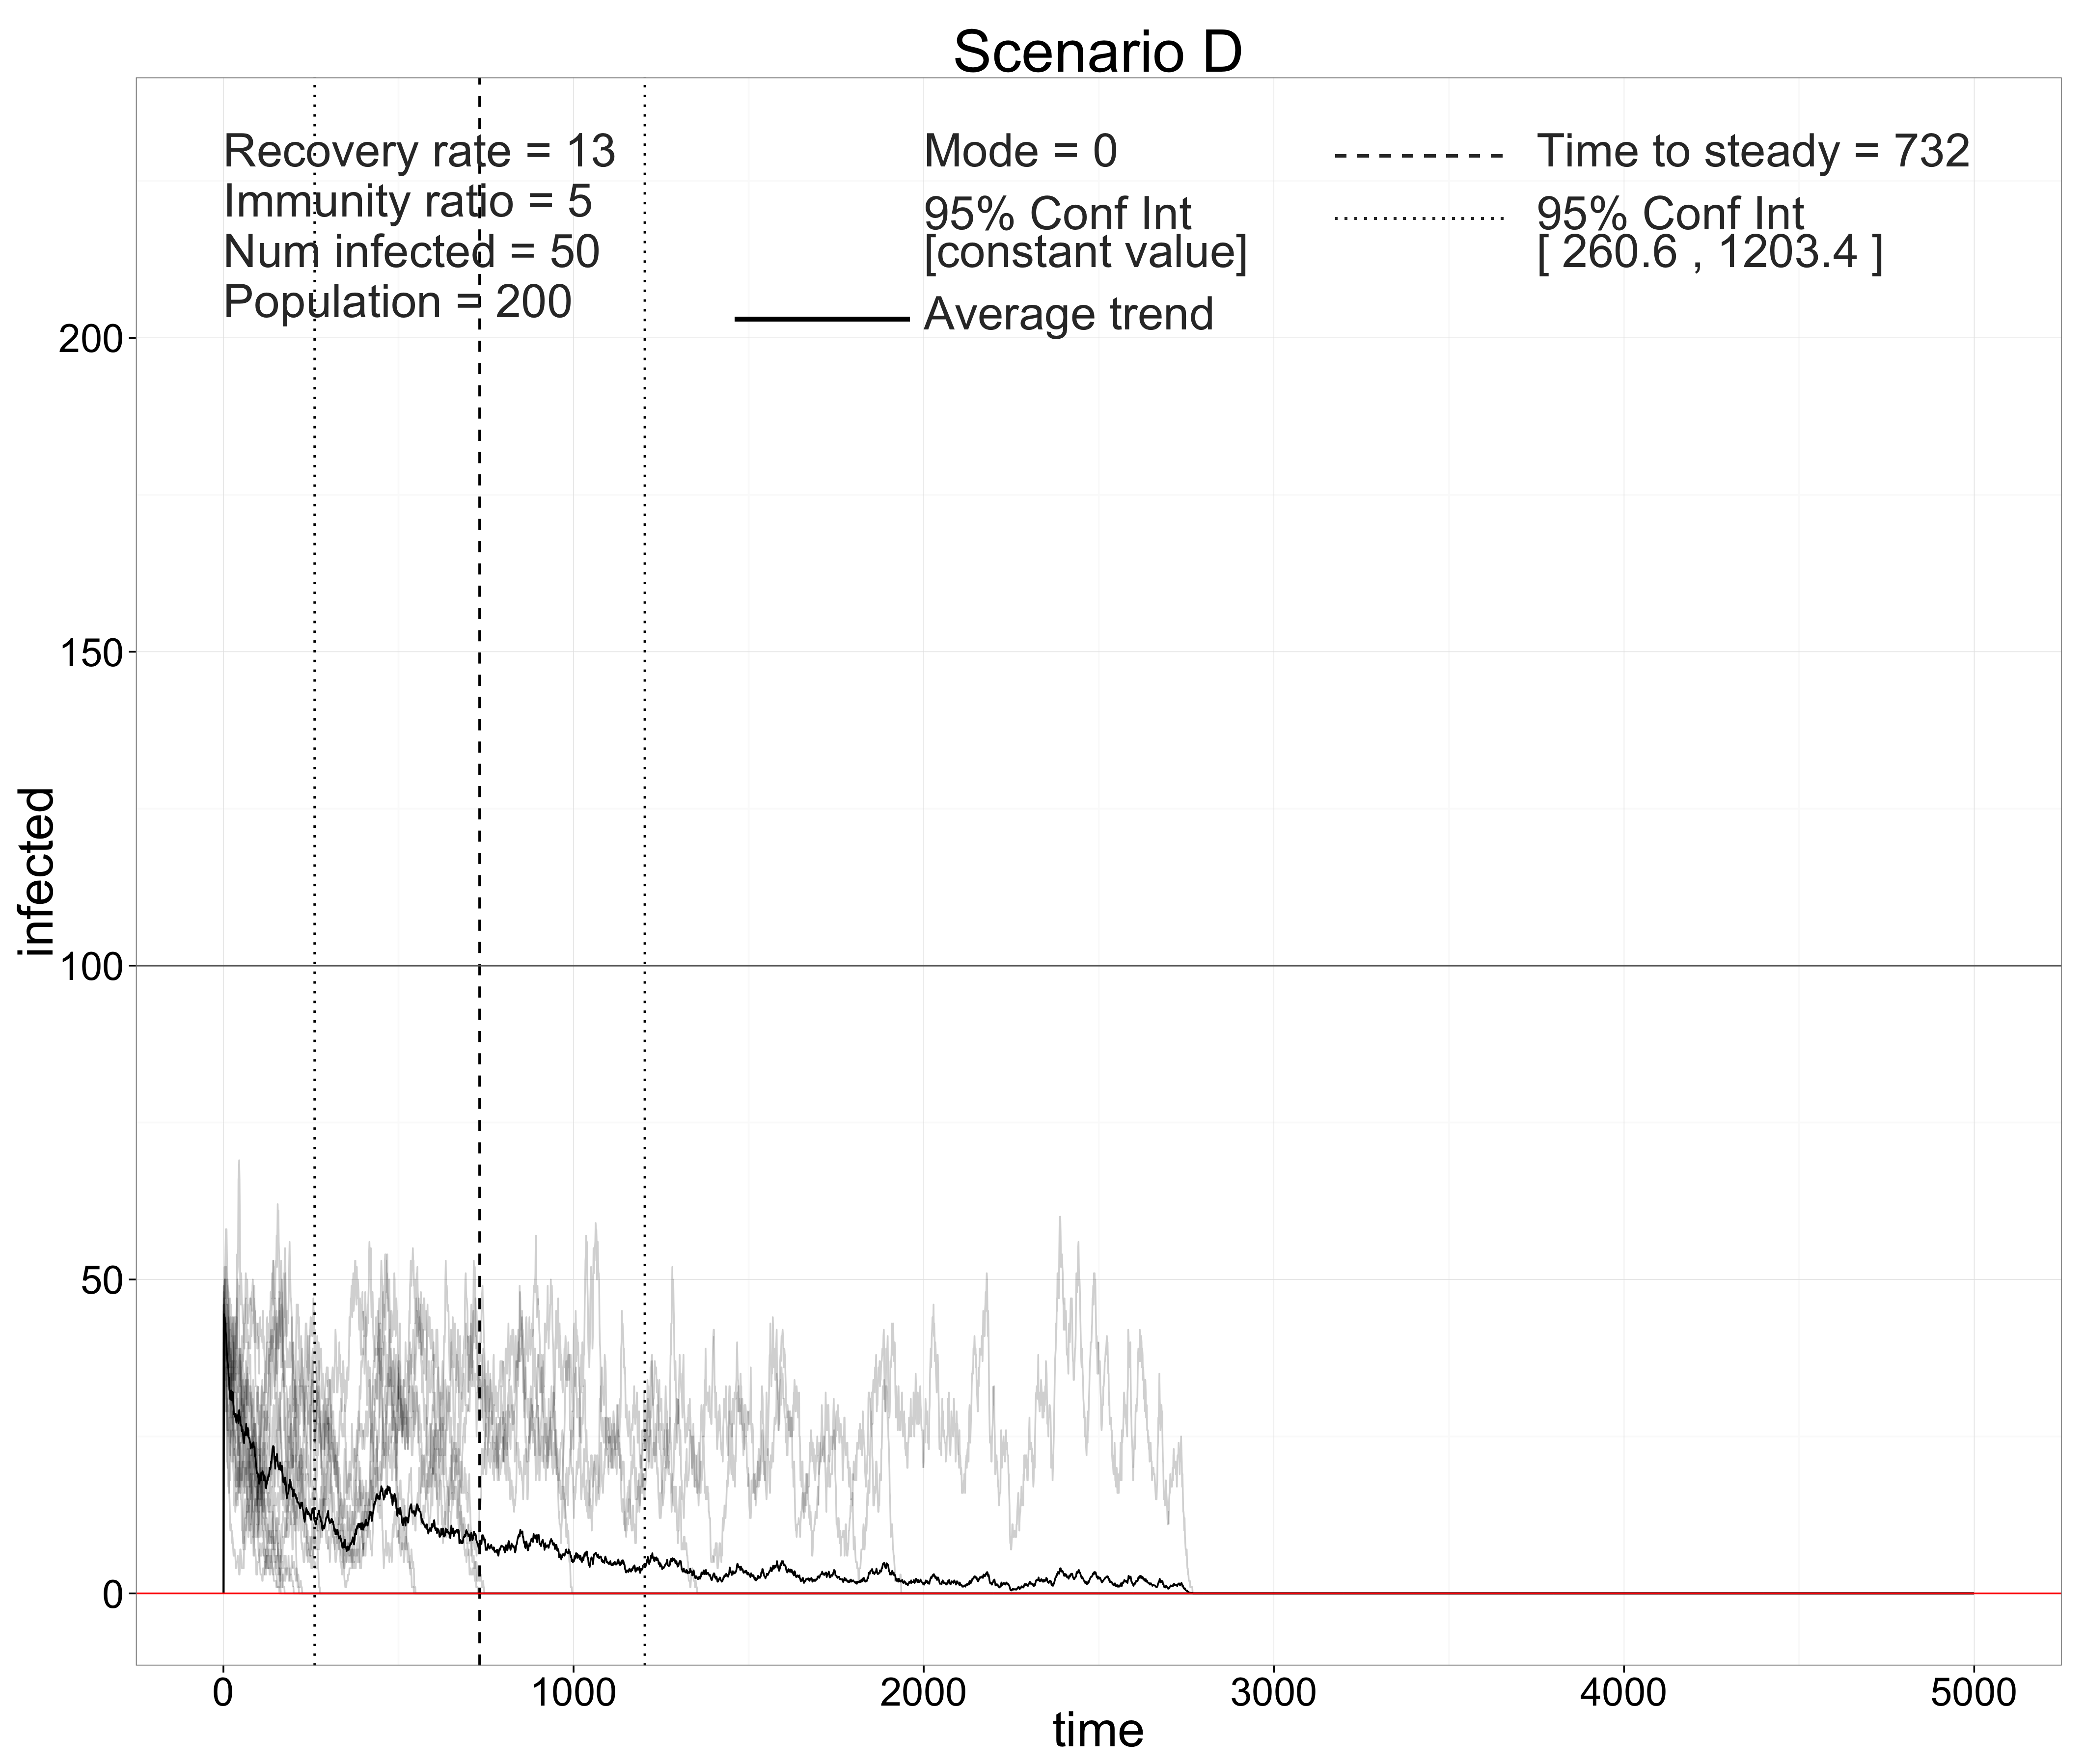 Scenario D
Recovery rate = 13
Immunity ratio = 5
Num infected = 50
Population = 200
Mode = 0
95% Conf Int
[constant value]
Average trend
Time to steady = 732
95% Conf Int
[ 260.6 , 1203.4 ]
infected
200
150
100
50
0
0 1000 2000 3000 4000 5000
time